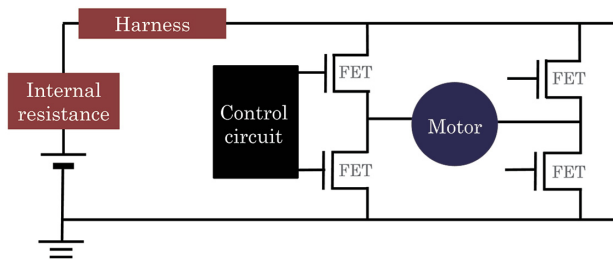 Harness
Internal
resistance
Control
circuit
FET
FET
Motor
FET
FET